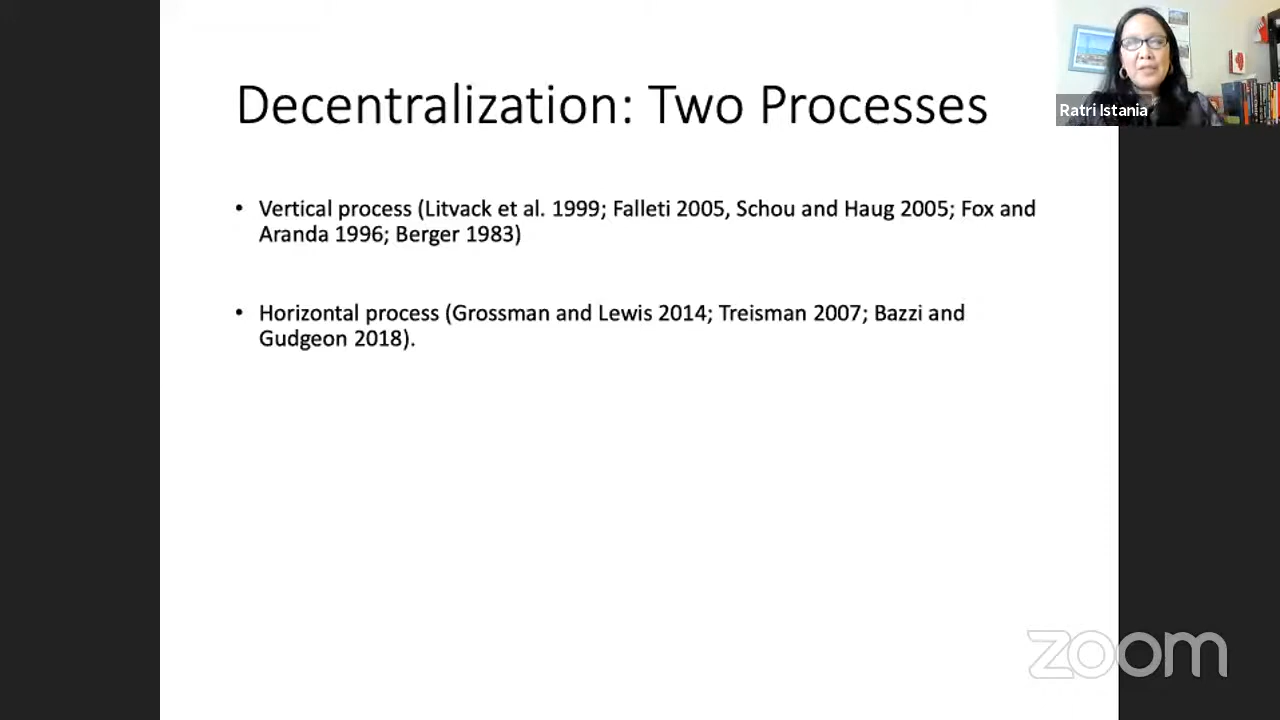 Decentralization: Two Processes
Ratri Istania
• Vertical process (Litvack et al. 1999; Falleti 2005, Schou and Haug 2005; Fox and
Aranda 1996; Berger 1983)
• Horizontal process (Grossman and Lewis 2014; Treisman 2007; Bazzi and
Gudgeon 2018).
zoom